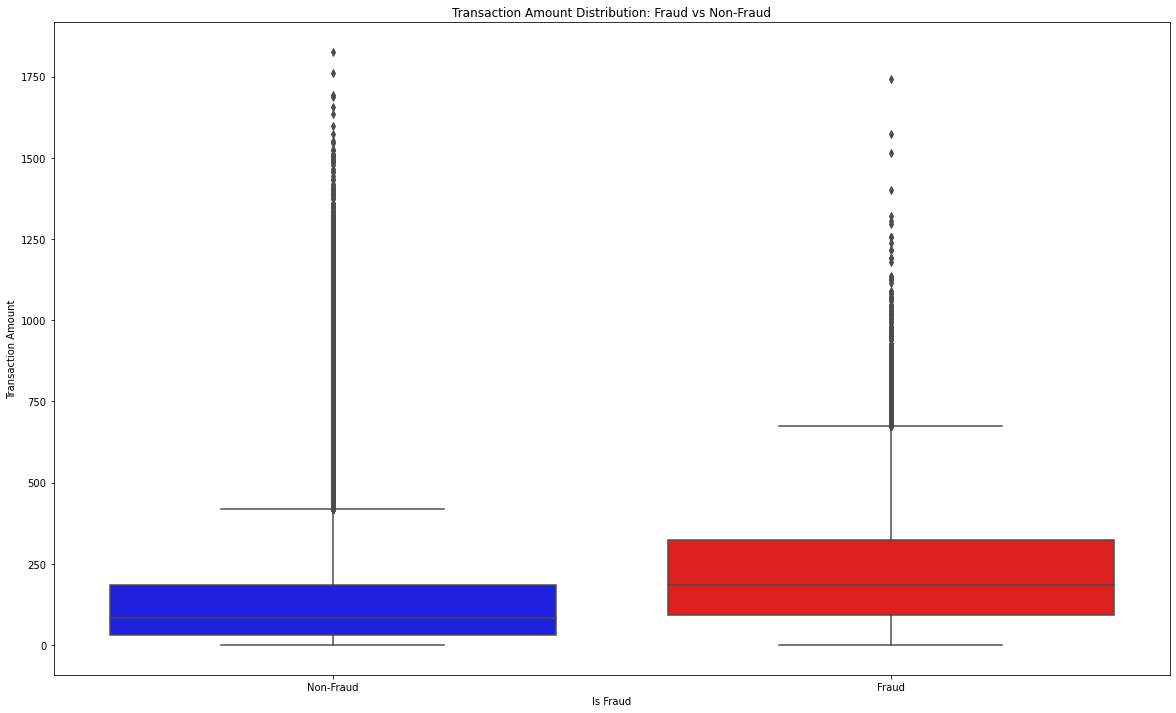 Transaction Amount Distribution: Fraud vs Non-Fraud
Transaction Amount
1750
1500
1250
1000
750
500
250
0
Non-Fraud
Fraud
Is Fraud